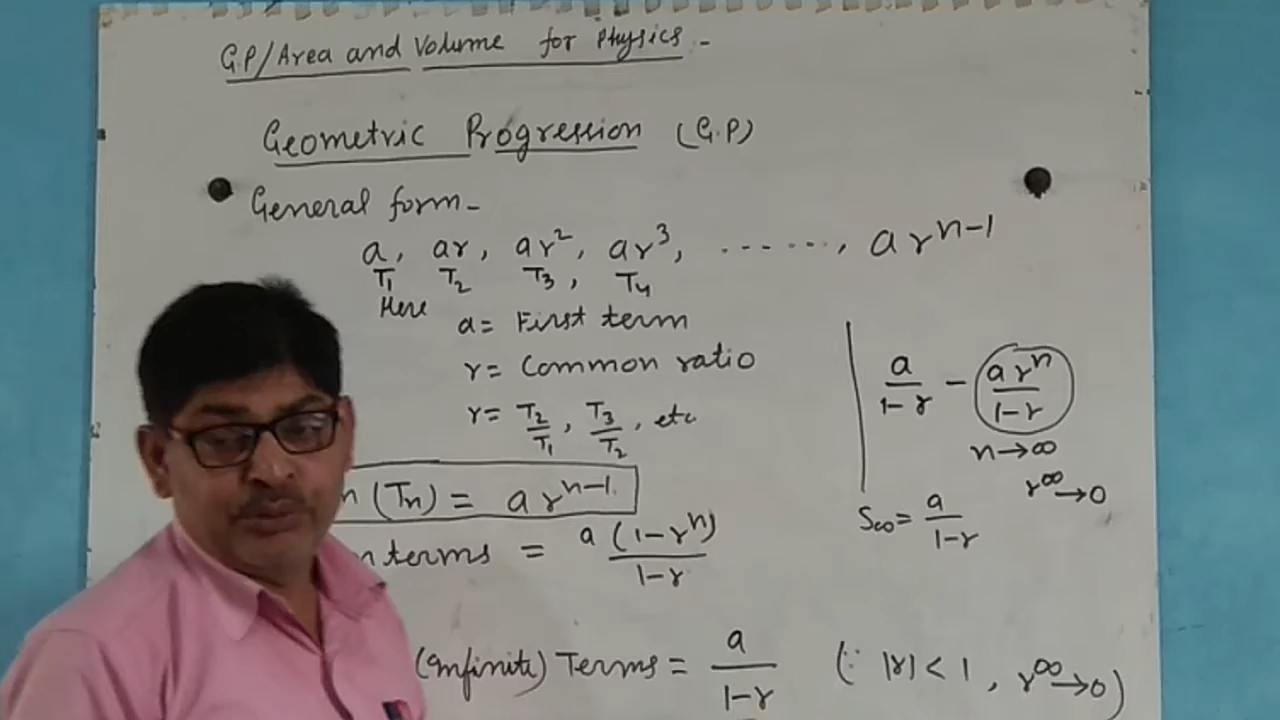 G.P/Area and Volume for Physics -
Geometric Progression (G.P)
General form -
a, ar, ar², ar³, ......, ar^{n-1}
T₁ T₂ T₃, T₄
Here a = First term
r = Common ratio
r = T₂/T₁, T₃/T₂, etc
n (Tₙ) = ar^{n-1}.
n terms = a(1-rⁿ)/1-r
(Infinite) Terms = a/1-r (∵ |r| < 1, r^∞→0)
a/1-r - arⁿ/1-r
n→∞
r^∞→0
S∞ = a/1-r